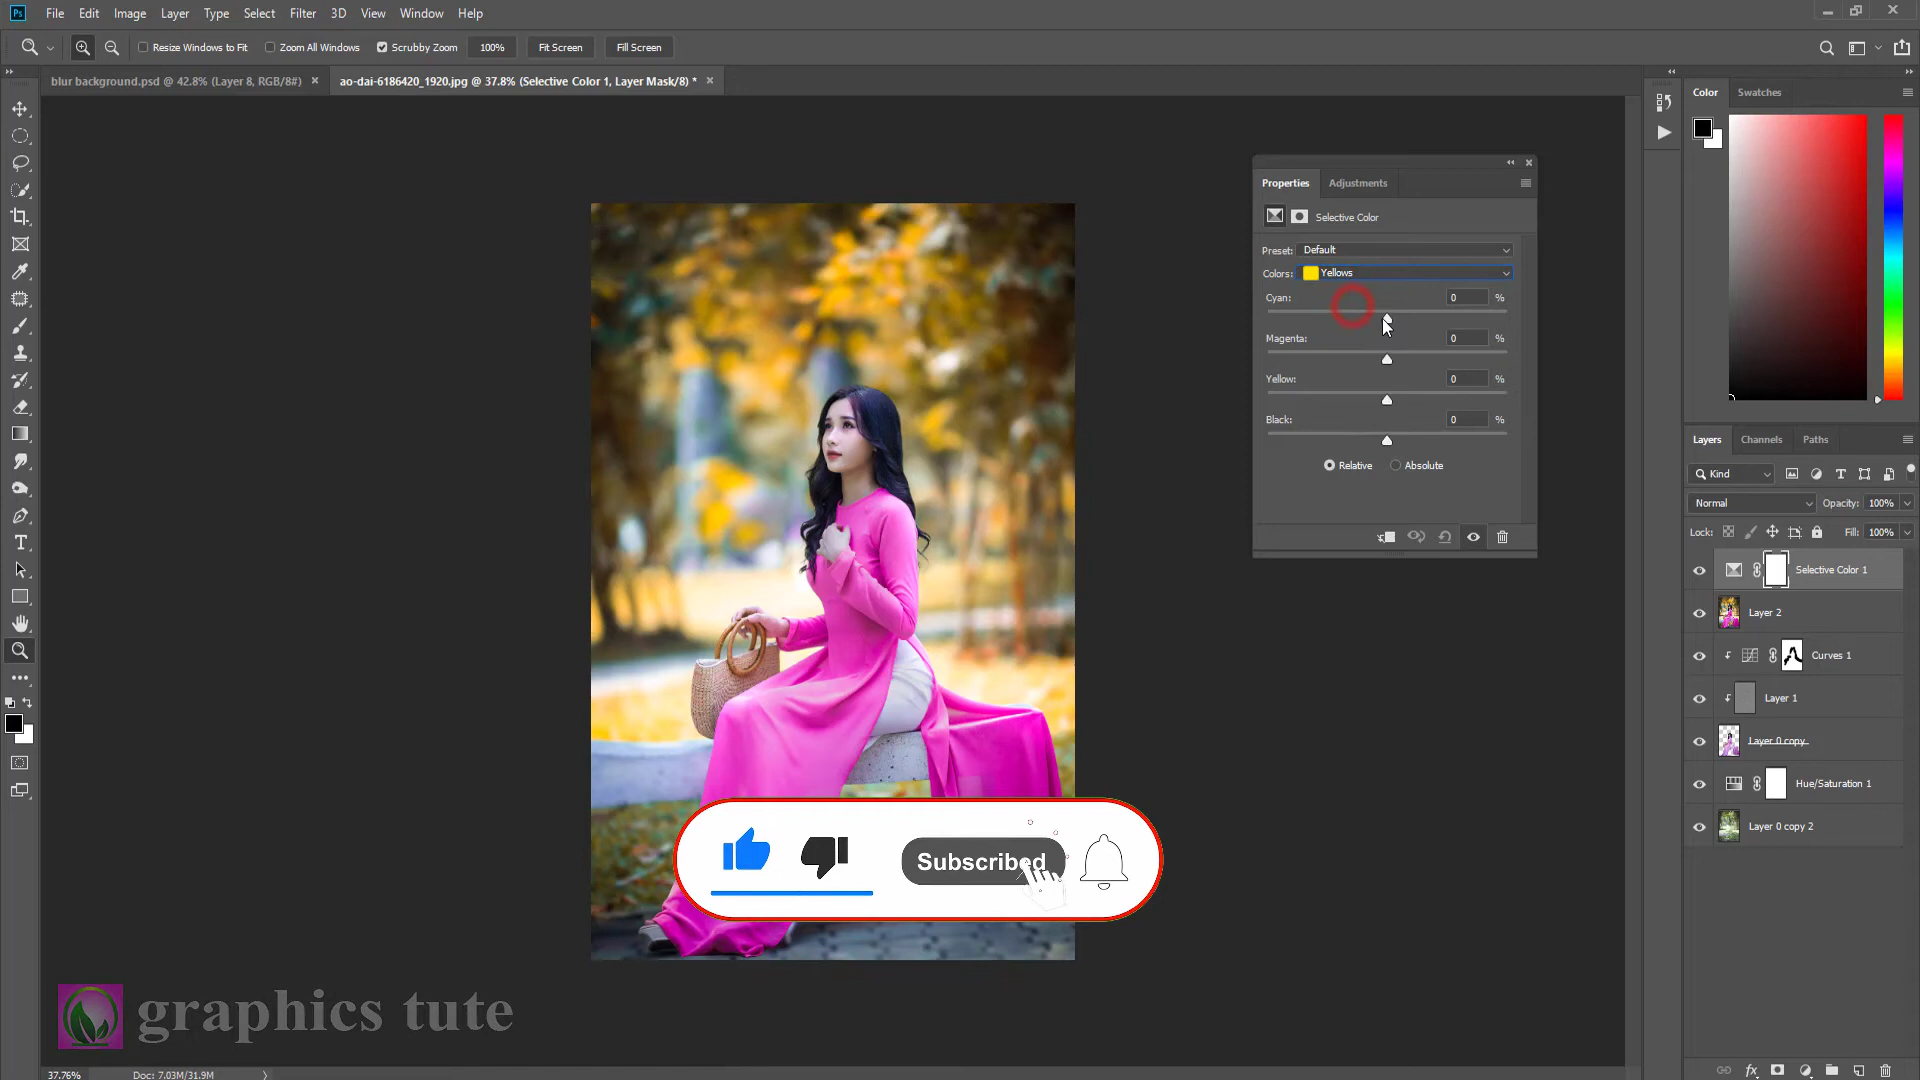 Ps File Edit Image Layer Type Select Filter 3D View Window Help
Resize Windows to Fit Zoom All Windows Scrubby Zoom 100% Fit Screen Fill Screen
blur background.psd @ 42.8% (Layer 8, RGB/8#) ao-dai-6186420_1920.jpg @ 37.8% (Selective Color 1, Layer Mask/8) *
Color Swatches
Properties Adjustments
Selective Color
Preset: Default
Colors: Yellows
Cyan: 0 %
Magenta: 0 %
Yellow: 0 %
Black: 0 %
Relative Absolute
Layers Channels Paths
Kind
Normal Opacity: 100%
Lock: Fill: 100%
Selective Color 1
Layer 2
Curves 1
Layer 1
Layer 0 copy
Hue/Saturation 1
Layer 0 copy 2
Subscribed
graphics tute
37.76% Doc: 7.03M/31.9M